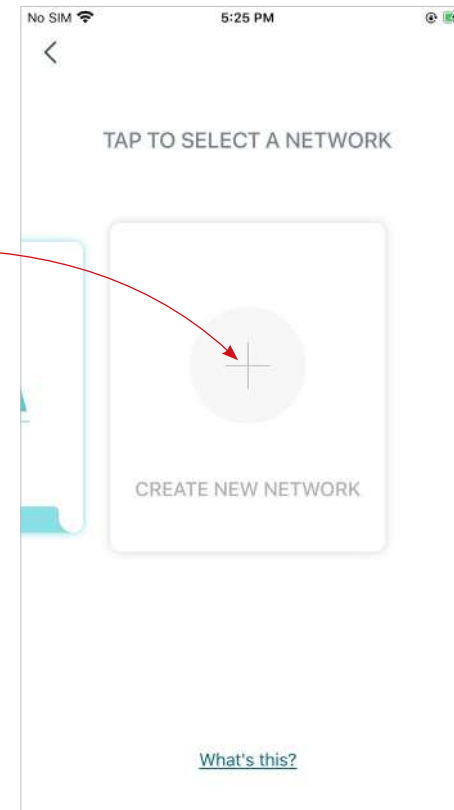 No SIM 5:25 PM
TAP TO SELECT A NETWORK
CREATE NEW NETWORK
What's this?